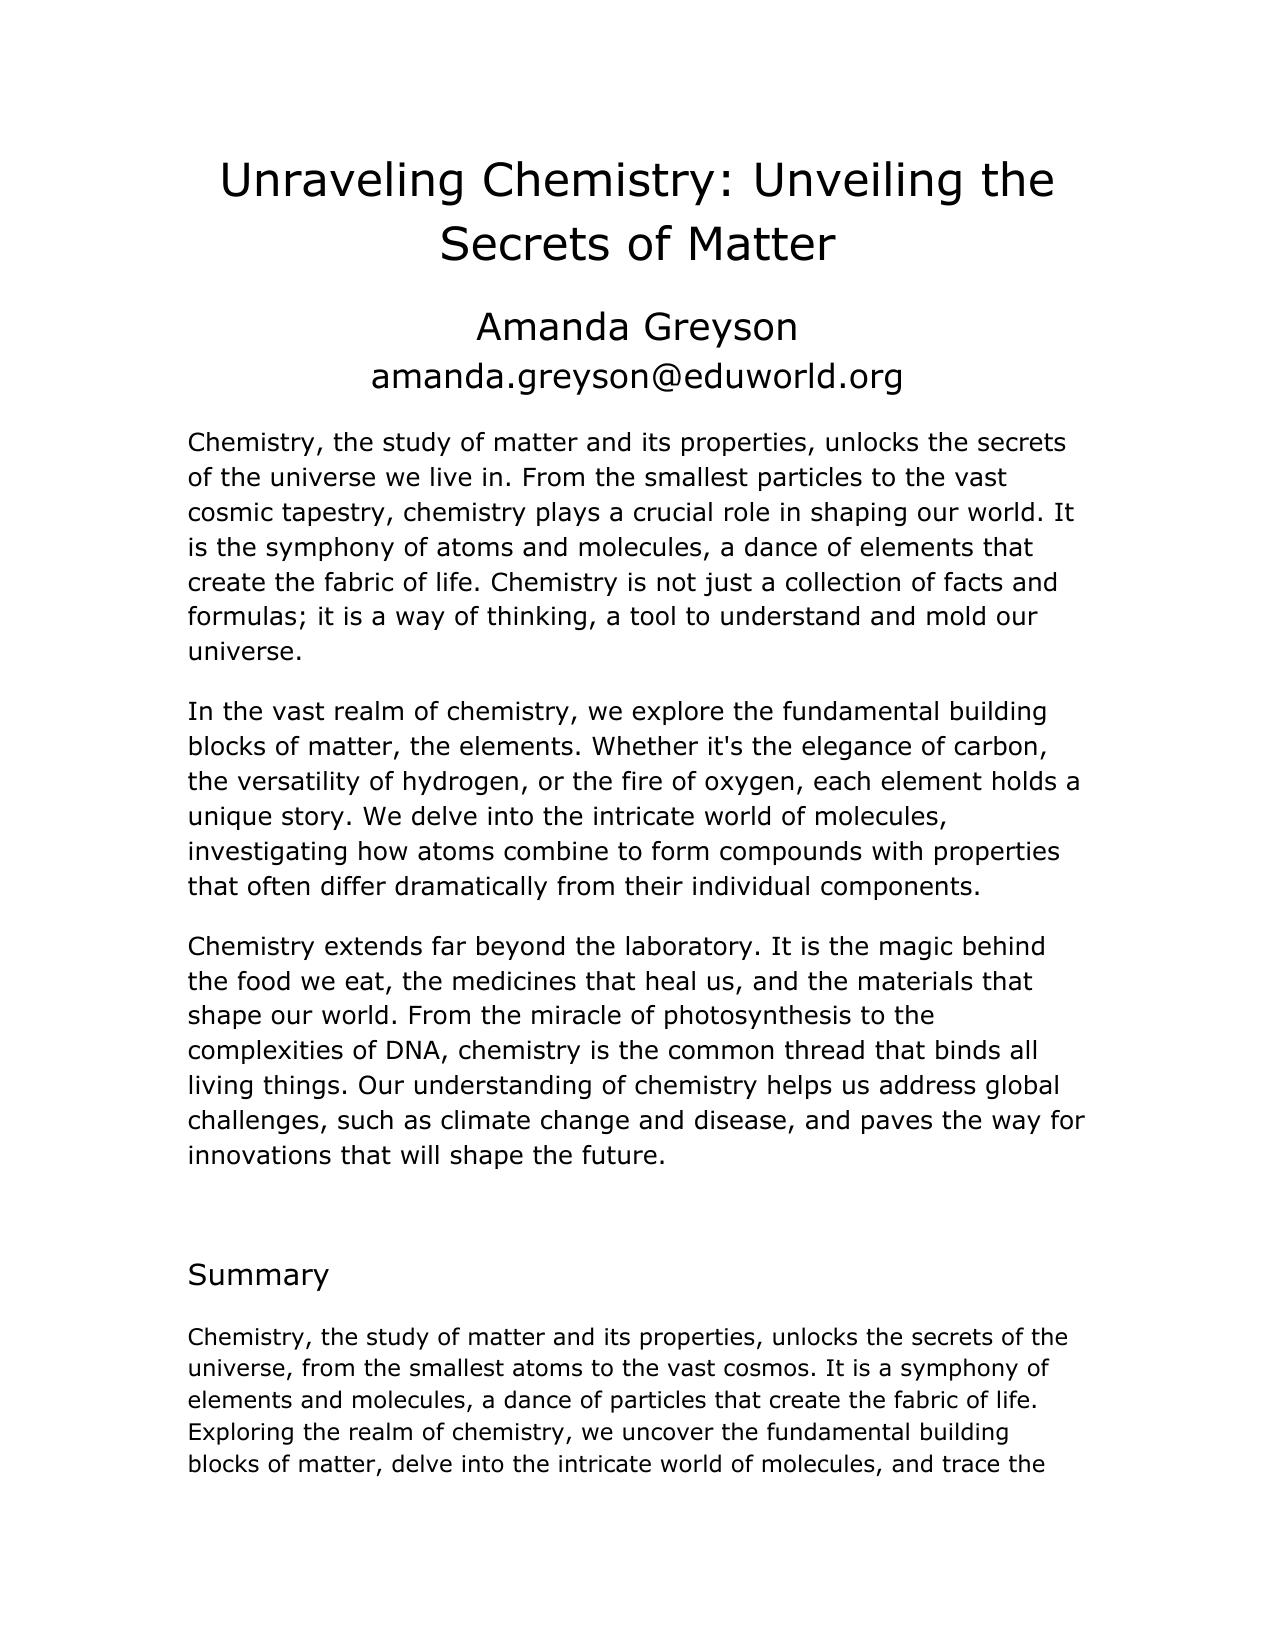 Unraveling Chemistry: Unveiling the
Secrets of Matter
Amanda Greyson
amanda.greyson@eduworld.org
Chemistry, the study of matter and its properties, unlocks the secrets
of the universe we live in. From the smallest particles to the vast
cosmic tapestry, chemistry plays a crucial role in shaping our world. It
is the symphony of atoms and molecules, a dance of elements that
create the fabric of life. Chemistry is not just a collection of facts and
formulas; it is a way of thinking, a tool to understand and mold our
universe.
In the vast realm of chemistry, we explore the fundamental building
blocks of matter, the elements. Whether it's the elegance of carbon,
the versatility of hydrogen, or the fire of oxygen, each element holds a
unique story. We delve into the intricate world of molecules,
investigating how atoms combine to form compounds with properties
that often differ dramatically from their individual components.
Chemistry extends far beyond the laboratory. It is the magic behind
the food we eat, the medicines that heal us, and the materials that
shape our world. From the miracle of photosynthesis to the
complexities of DNA, chemistry is the common thread that binds all
living things. Our understanding of chemistry helps us address global
challenges, such as climate change and disease, and paves the way for
innovations that will shape the future.
Summary
Chemistry, the study of matter and its properties, unlocks the secrets of the
universe, from the smallest atoms to the vast cosmos. It is a symphony of
elements and molecules, a dance of particles that create the fabric of life.
Exploring the realm of chemistry, we uncover the fundamental building
blocks of matter, delve into the intricate world of molecules, and trace the